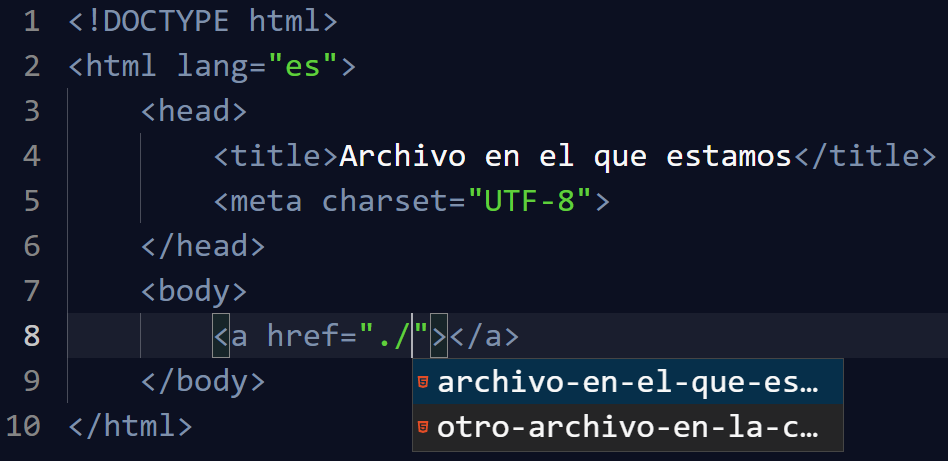 1 <!DOCTYPE html>
2 <html lang="es">
3 <head>
4 <title>Archivo en el que estamos</title>
5 <meta charset="UTF-8">
6 </head>
7 <body>
8 <a href="./"></a>
9 </body>
archivo-en-el-que-es…
10 </html>
otro-archivo-en-la-c…